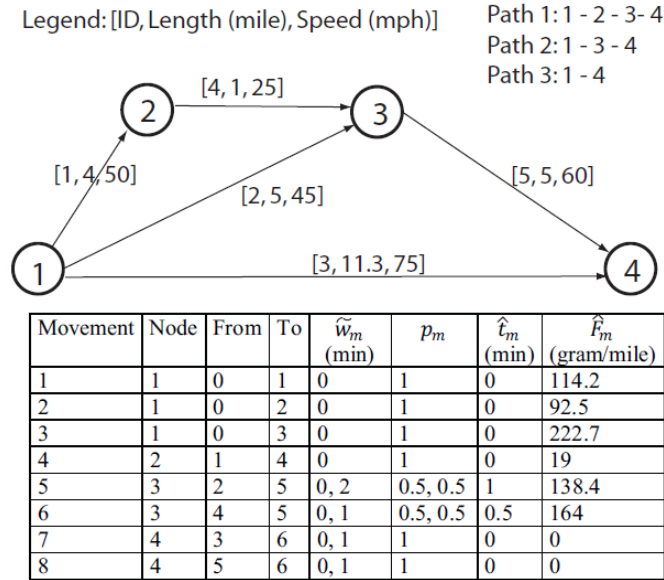 Legend: [ID, Length (mile), Speed (mph)]
Path 1: 1 - 2 - 3- 4
Path 2: 1 - 3 - 4
Path 3: 1 - 4
[4, 1, 25]
2
3
[1, 4, 50]
[2, 5, 45]
[5, 5, 60]
1
[3, 11.3, 75]
4
Movement Node From To w̃ₘ (min) pₘ t̂ₘ (min) F̂ₘ (gram/mile)
1 1 0 1 0 1 0 114.2
2 1 0 2 0 1 0 92.5
3 1 0 3 0 1 0 222.7
4 2 1 4 0 1 0 19
5 3 2 5 0, 2 0.5, 0.5 1 138.4
6 3 4 5 0, 1 0.5, 0.5 0.5 164
7 4 3 6 0, 1 1 0 0
8 4 5 6 0, 1 1 0 0